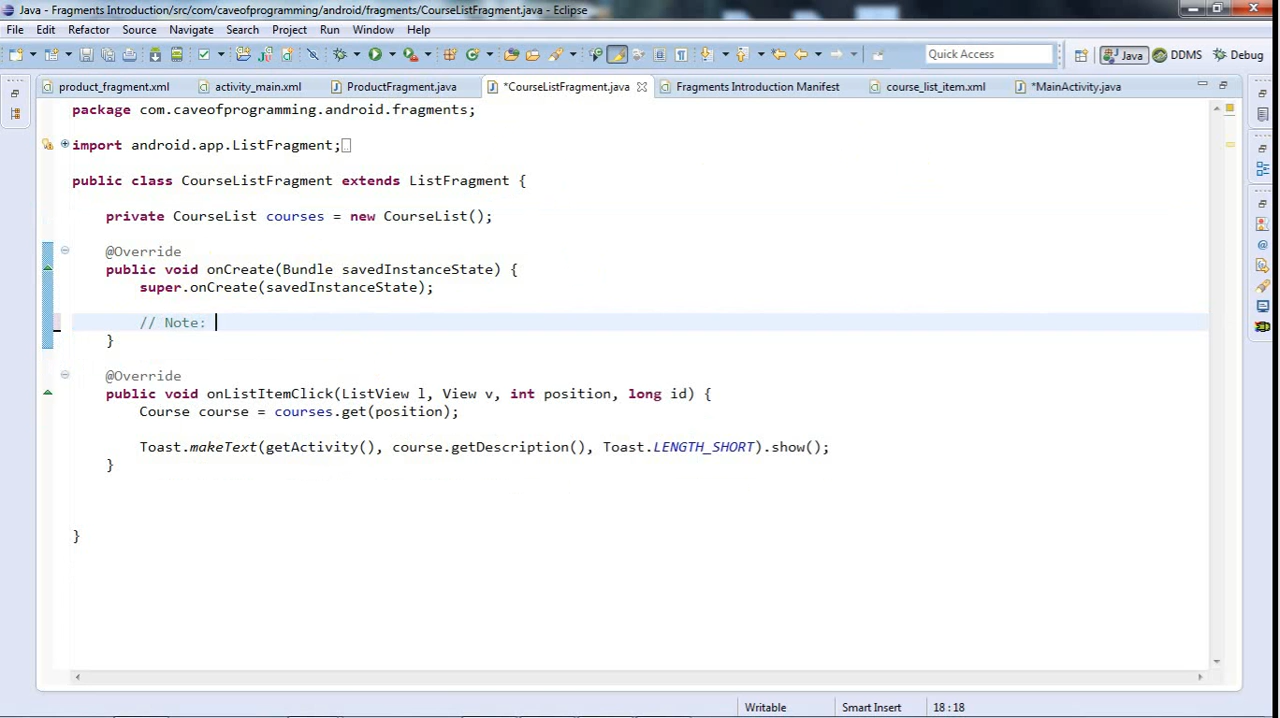 Java - Fragments Introduction/src/com/caveofprogramming/android/fragments/CourseListFragment.java - Eclipse
File Edit Refactor Source Navigate Search Project Run Window Help
Quick Access Java DDMS Debug
product_fragment.xml activity_main.xml ProductFragment.java *CourseListFragment.java Fragments Introduction Manifest course_list_item.xml *MainActivity.java
package com.caveofprogramming.android.fragments;
import android.app.ListFragment;
public class CourseListFragment extends ListFragment {
private CourseList courses = new CourseList();
@Override
public void onCreate(Bundle savedInstanceState) {
super.onCreate(savedInstanceState);
// Note:
}
@Override
public void onListItemClick(ListView l, View v, int position, long id) {
Course course = courses.get(position);
Toast.makeText(getActivity(), course.getDescription(), Toast.LENGTH_SHORT).show();
}
}
Writable Smart Insert 18 : 18